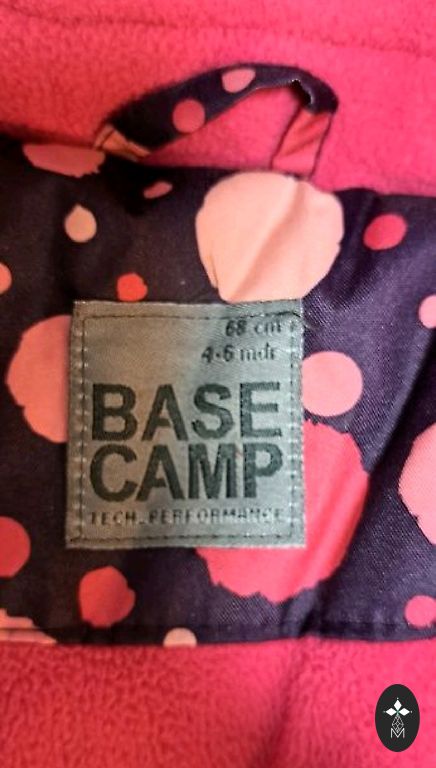 68 cm
4-6 mdr
BASE
CAMP
TECH-PERFORMANCE
M